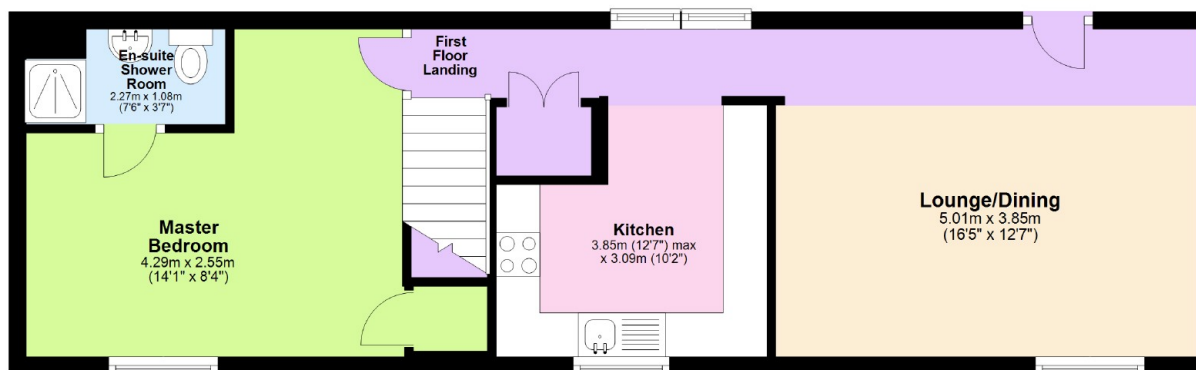 En-suite
Shower
Room
2.27m x 1.08m
(7'6" x 3'7")
First
Floor
Landing
Master
Bedroom
4.29m x 2.55m
(14'1" x 8'4")
Kitchen
3.85m (12'7") max
x 3.09m (10'2")
Lounge/Dining
5.01m x 3.85m
(16'5" x 12'7")